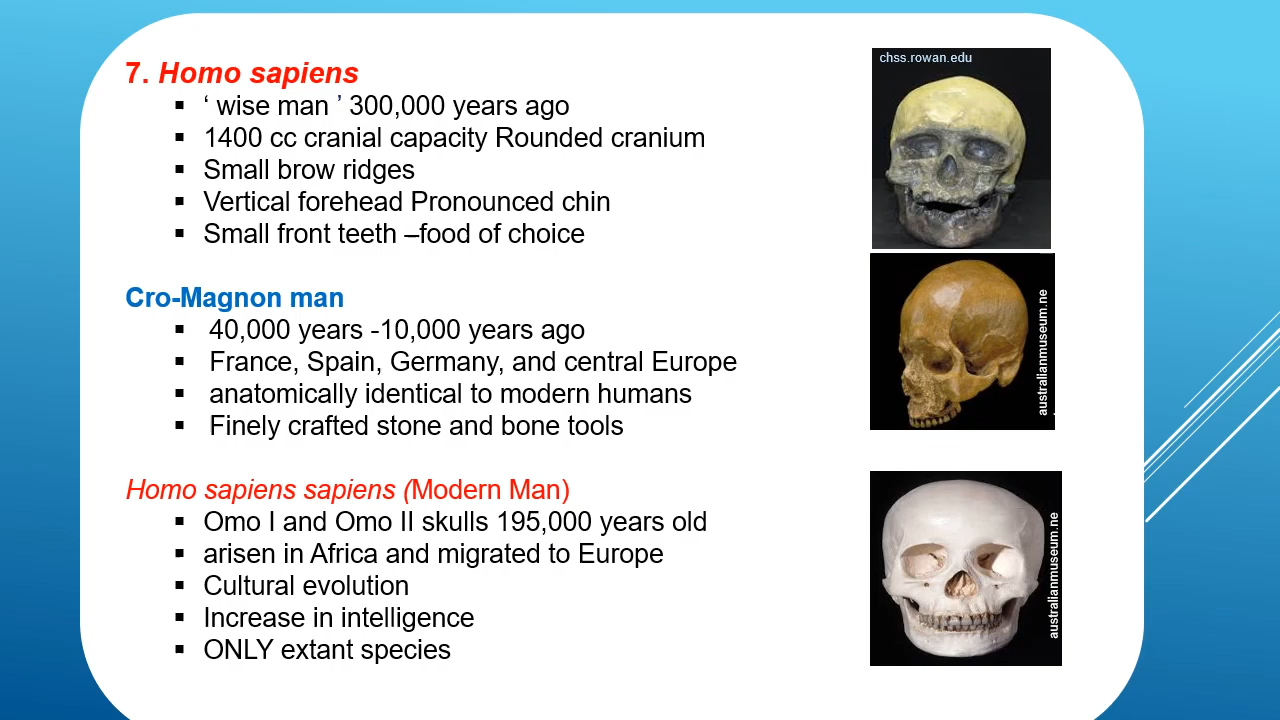 7. Homo sapiens
▪ ‘ wise man ’ 300,000 years ago
▪ 1400 cc cranial capacity Rounded cranium
▪ Small brow ridges
▪ Vertical forehead Pronounced chin
▪ Small front teeth –food of choice
Cro-Magnon man
▪ 40,000 years -10,000 years ago
▪ France, Spain, Germany, and central Europe
▪ anatomically identical to modern humans
▪ Finely crafted stone and bone tools
Homo sapiens sapiens (Modern Man)
▪ Omo I and Omo II skulls 195,000 years old
▪ arisen in Africa and migrated to Europe
▪ Cultural evolution
▪ Increase in intelligence
▪ ONLY extant species
chss.rowan.edu
australianmuseum.ne
australianmuseum.ne